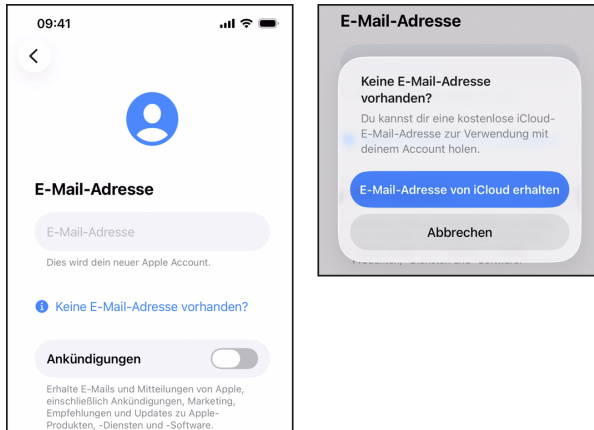 09:41
E-Mail-Adresse
E-Mail-Adresse
Dies wird dein neuer Apple Account.
Keine E-Mail-Adresse vorhanden?
Ankündigungen
Erhalte E-Mails und Mitteilungen von Apple,
einschließlich Ankündigungen, Marketing,
Empfehlungen und Updates zu Apple-
Produkten, -Diensten und -Software.
E-Mail-Adresse
Keine E-Mail-Adresse
vorhanden?
Du kannst dir eine kostenlose iCloud-
E-Mail-Adresse zur Verwendung mit
deinem Account holen.
E-Mail-Adresse von iCloud erhalten
Abbrechen